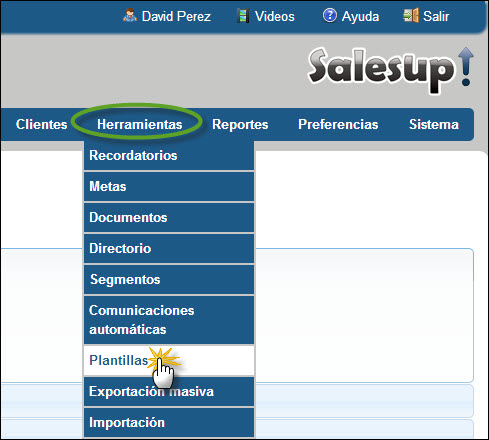 David Perez Videos Ayuda Salir
Salesup!
Clientes Herramientas Reportes Preferencias Sistema
Recordatorios
Metas
Documentos
Directorio
Segmentos
Comunicaciones
automáticas
Plantillas
Exportación masiva
Importación